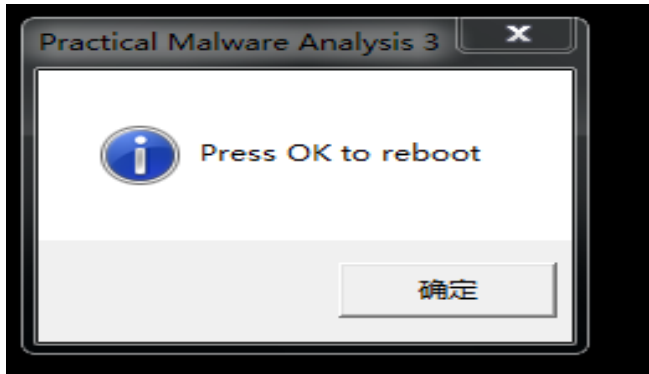 Practical Malware Analysis 3
Press OK to reboot
确定